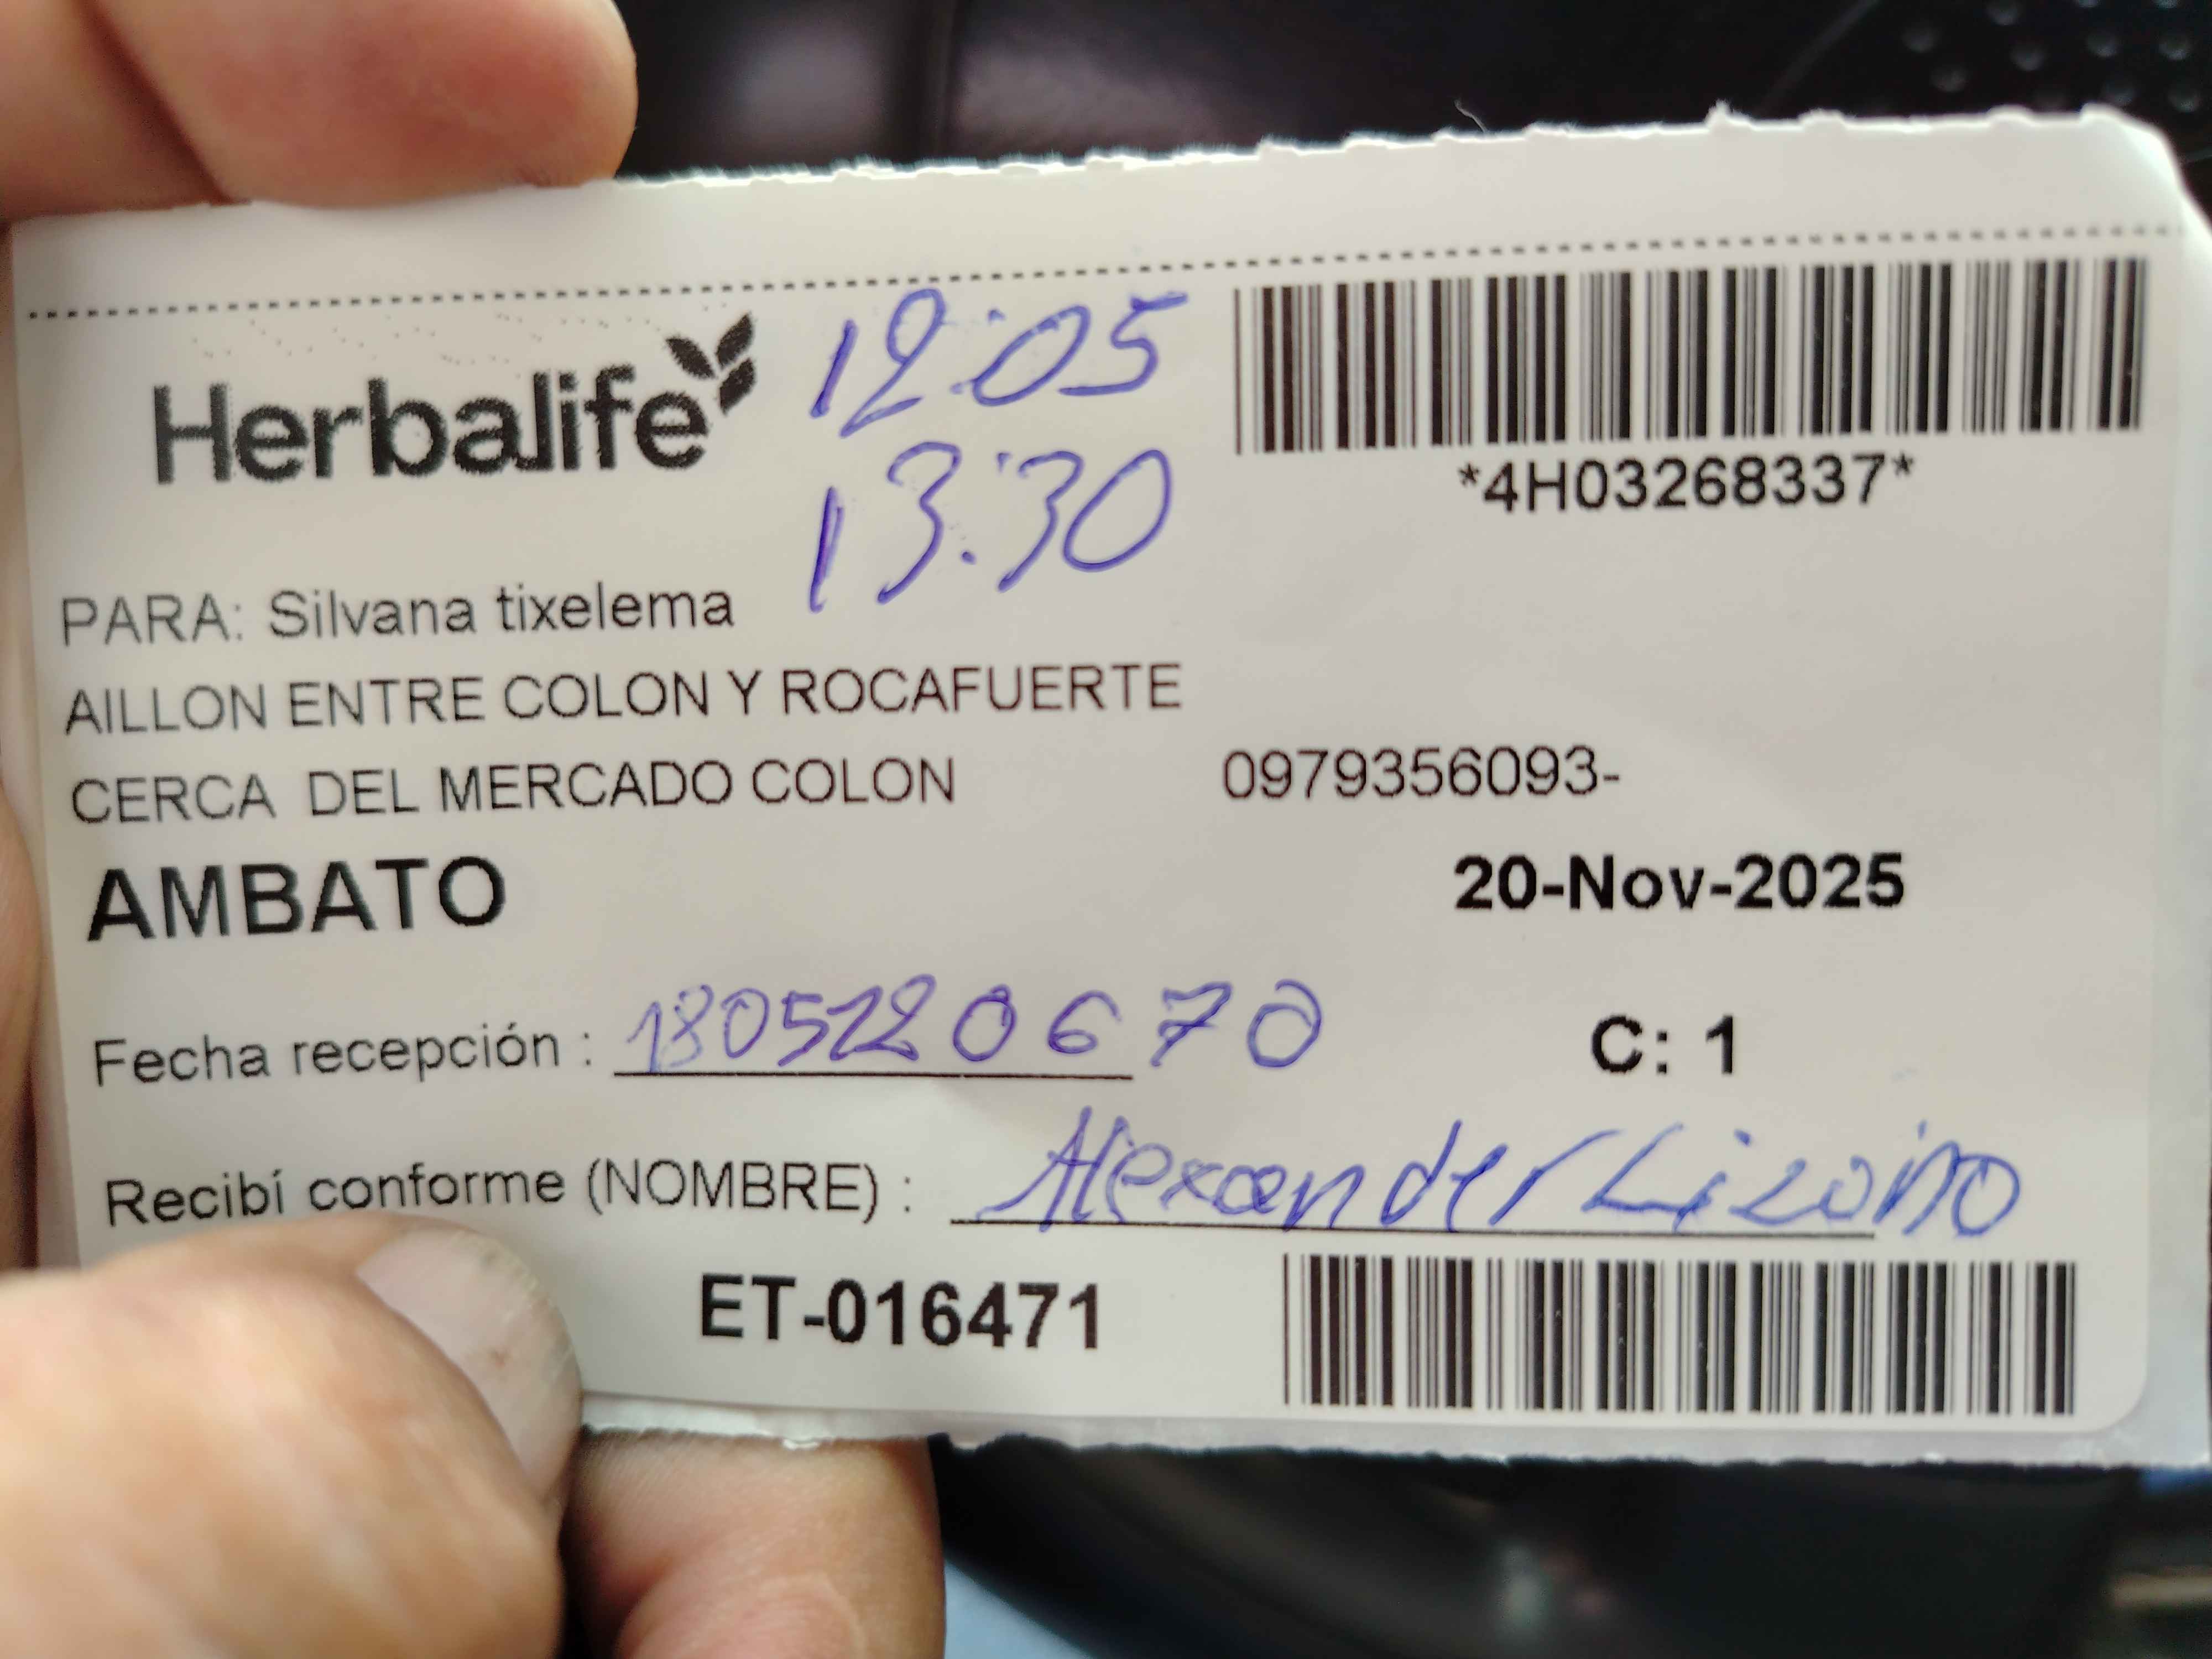 Herbalife
12:05
13:30
*4H03268337*
PARA: Silvana tixelema
AILLON ENTRE COLON Y ROCAFUERTE
CERCA DEL MERCADO COLON 0979356093-
AMBATO 20-Nov-2025
Fecha recepción : 1805220670 C: 1
Recibí conforme (NOMBRE) : Alexander
ET-016471